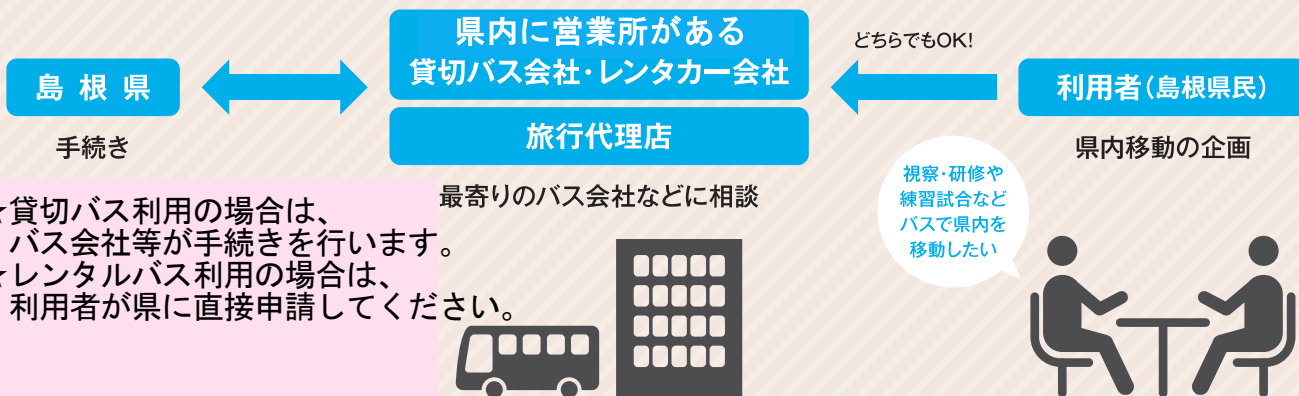 島根県
手続き
県内に営業所がある
貸切バス会社・レンタカー会社
旅行代理店
最寄りのバス会社などに相談
どちらでもOK!
利用者(島根県民)
県内移動の企画
視察・研修や
練習試合など
バスで県内を
移動したい
☆貸切バス利用の場合は、
バス会社等が手続きを行います。
☆レンタルバス利用の場合は、
利用者が県に直接申請してください。